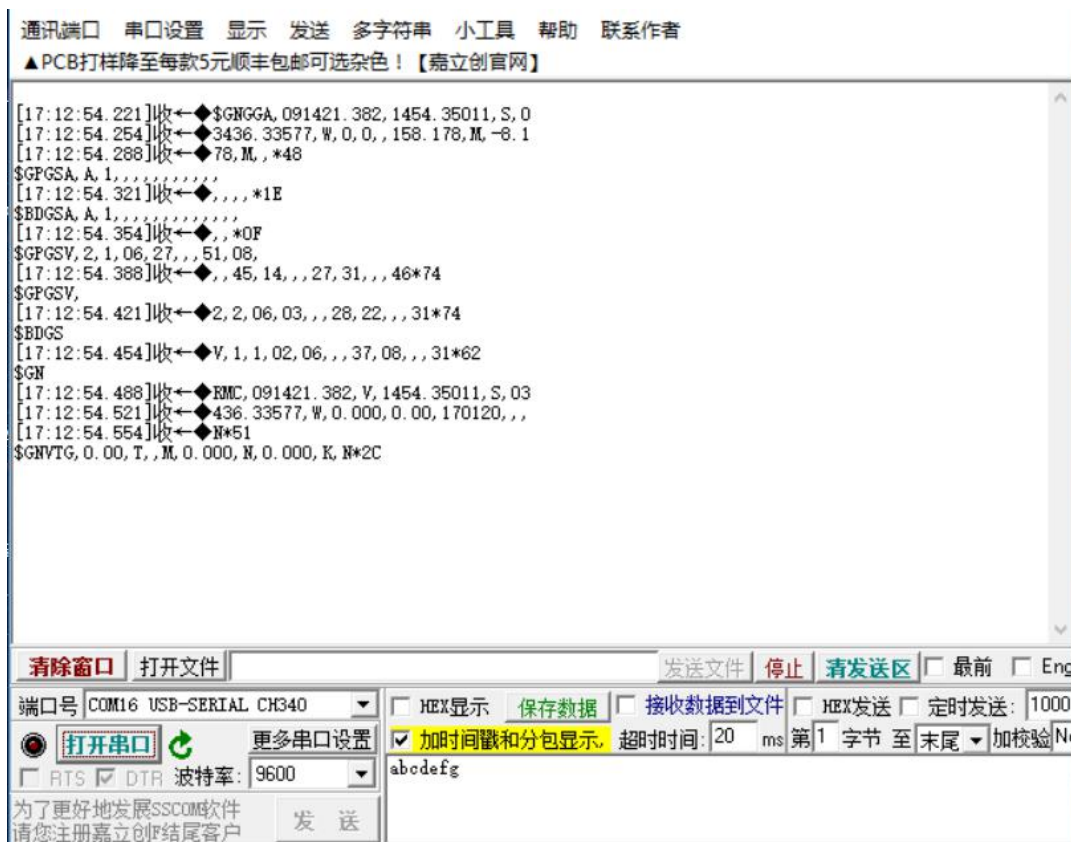 通讯端口 串口设置 显示 发送 多字符串 小工具 帮助 联系作者
▲PCB打样降至每款5元顺丰包邮可选杂色！【嘉立创官网】
[17:12:54.221]收←◆$GNGGA,091421.382,1454.35011,S,0
[17:12:54.254]收←◆3436.33577,W,0,0,,158.178,M,-8.1
[17:12:54.288]收←◆78,M,,*48
$GPGSA,A,1,,,,,,,,,,,
[17:12:54.321]收←◆,,,,*1E
$BDGSA,A,1,,,,,,,,,,,,,
[17:12:54.354]收←◆,,*0F
$GPGSV,2,1,06,27,,,51,08,
[17:12:54.388]收←◆,,45,14,,,27,31,,,46*74
$GPGSV,
[17:12:54.421]收←◆2,2,06,03,,,28,22,,,31*74
$BDGS
[17:12:54.454]收←◆V,1,1,02,06,,,37,08,,,31*62
$GN
[17:12:54.488]收←◆RMC,091421.382,V,1454.35011,S,03
[17:12:54.521]收←◆436.33577,W,0.000,0.00,170120,,,
[17:12:54.554]收←◆N*51
$GNVTG,0.00,T,,M,0.000,N,0.000,K,N*2C
清除窗口 打开文件 发送文件 停止 清发送区 最前 Eng
端口号 COM16 USB-SERIAL CH340 HEX显示 保存数据 接收数据到文件 HEX发送 定时发送: 1000
打开串口 更多串口设置 加时间戳和分包显示, 超时时间: 20 ms 第1 字节 至 末尾 加校验 No
RTS DTR 波特率: 9600 abcdefg
为了更好地发展SSCOM软件
请您注册嘉立创F结尾客户 发 送